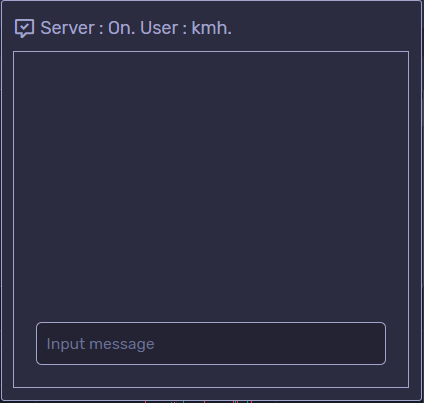 Server : On. User : kmh.
Input message